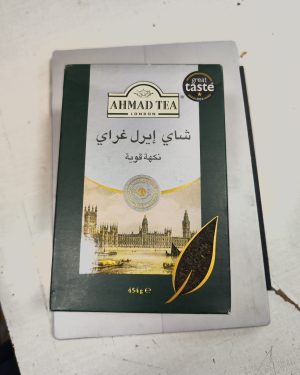 AHMAD TEA
LONDON
great
taste
شاي إيرل غراي
نكهة قوية
454g e